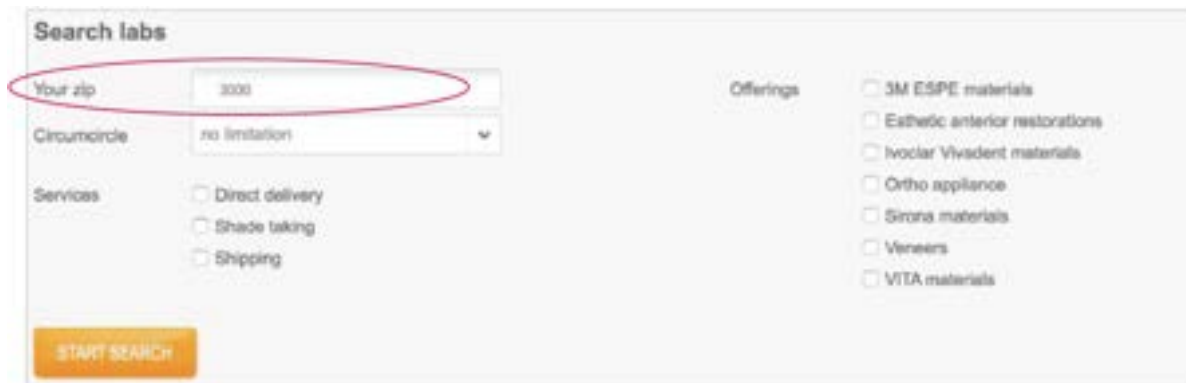 Search labs
Your zip
3000
Circumcircle
no limitation
Services
Direct delivery
Shade taking
Shipping
Offerings
3M ESPE materials
Esthetic anterior restorations
Ivoclar Vivadent materials
Ortho appliance
Sirona materials
Veneers
VITA materials
START SEARCH